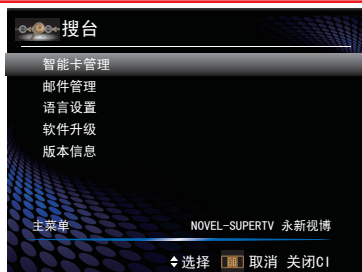 搜台
智能卡管理
邮件管理
语言设置
软件升级
版本信息
主菜单 NOVEL-SUPERTV 永新视博
选择 取消 关闭CI